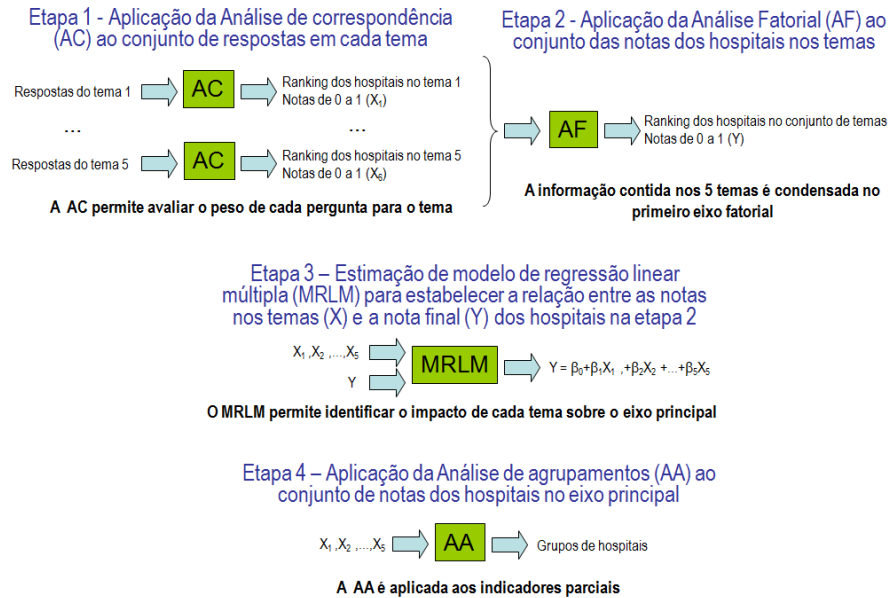 Etapa 1 - Aplicação da Análise de correspondência
(AC) ao conjunto de respostas em cada tema
Respostas do tema 1
AC
Ranking dos hospitais no tema 1
Notas de 0 a 1 (X₁)
...
...
Respostas do tema 5
AC
Ranking dos hospitais no tema 5
Notas de 0 a 1 (X₆)
A AC permite avaliar o peso de cada pergunta para o tema
Etapa 2 - Aplicação da Análise Fatorial (AF) ao
conjunto das notas dos hospitais nos temas
AF
Ranking dos hospitais no conjunto de temas
Notas de 0 a 1 (Y)
A informação contida nos 5 temas é condensada no
primeiro eixo fatorial
Etapa 3 – Estimação de modelo de regressão linear
múltipla (MRLM) para estabelecer a relação entre as notas
nos temas (X) e a nota final (Y) dos hospitais na etapa 2
X₁ ,X₂ ,...,X₅
Y
MRLM
Y = β₀+β₁X₁ ,+β₂X₂ +...+β₅X₅
O MRLM permite identificar o impacto de cada tema sobre o eixo principal
Etapa 4 – Aplicação da Análise de agrupamentos (AA) ao
conjunto de notas dos hospitais no eixo principal
X₁ ,X₂ ,...,X₅
AA
Grupos de hospitais
A AA é aplicada aos indicadores parciais